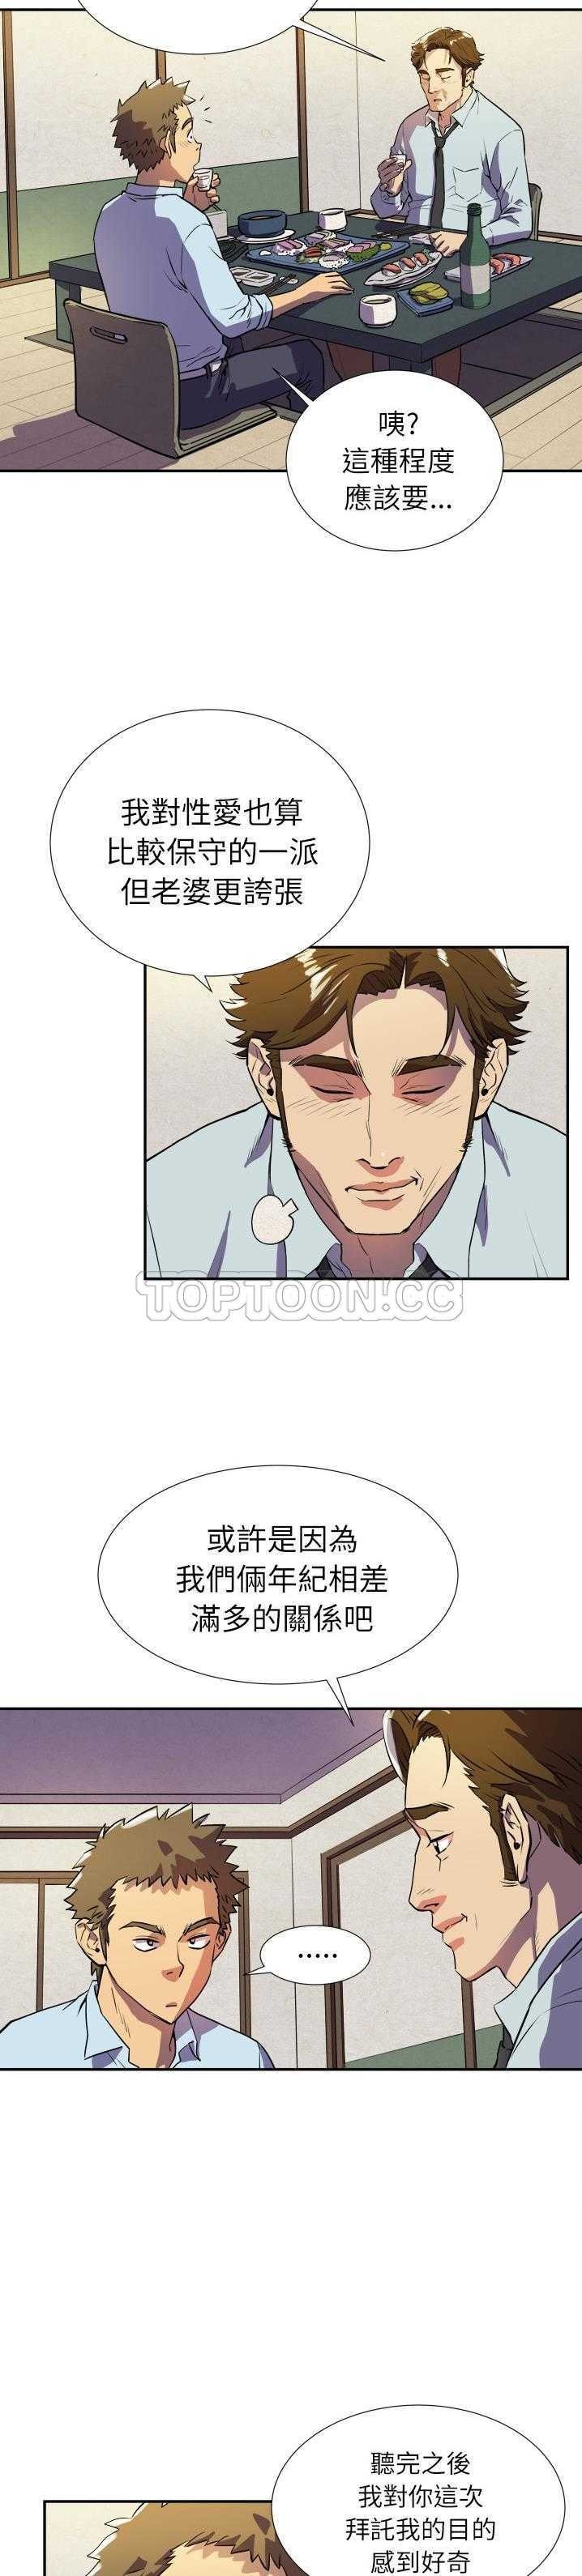 咦?
這種程度
應該要...
我對性愛也算
比較保守的一派
但老婆更誇張
TOPTOON.CC
或許是因為
我們倆年紀相差
滿多的關係吧
.....
聽完之後
我對你這次
拜託我的目的
感到好奇